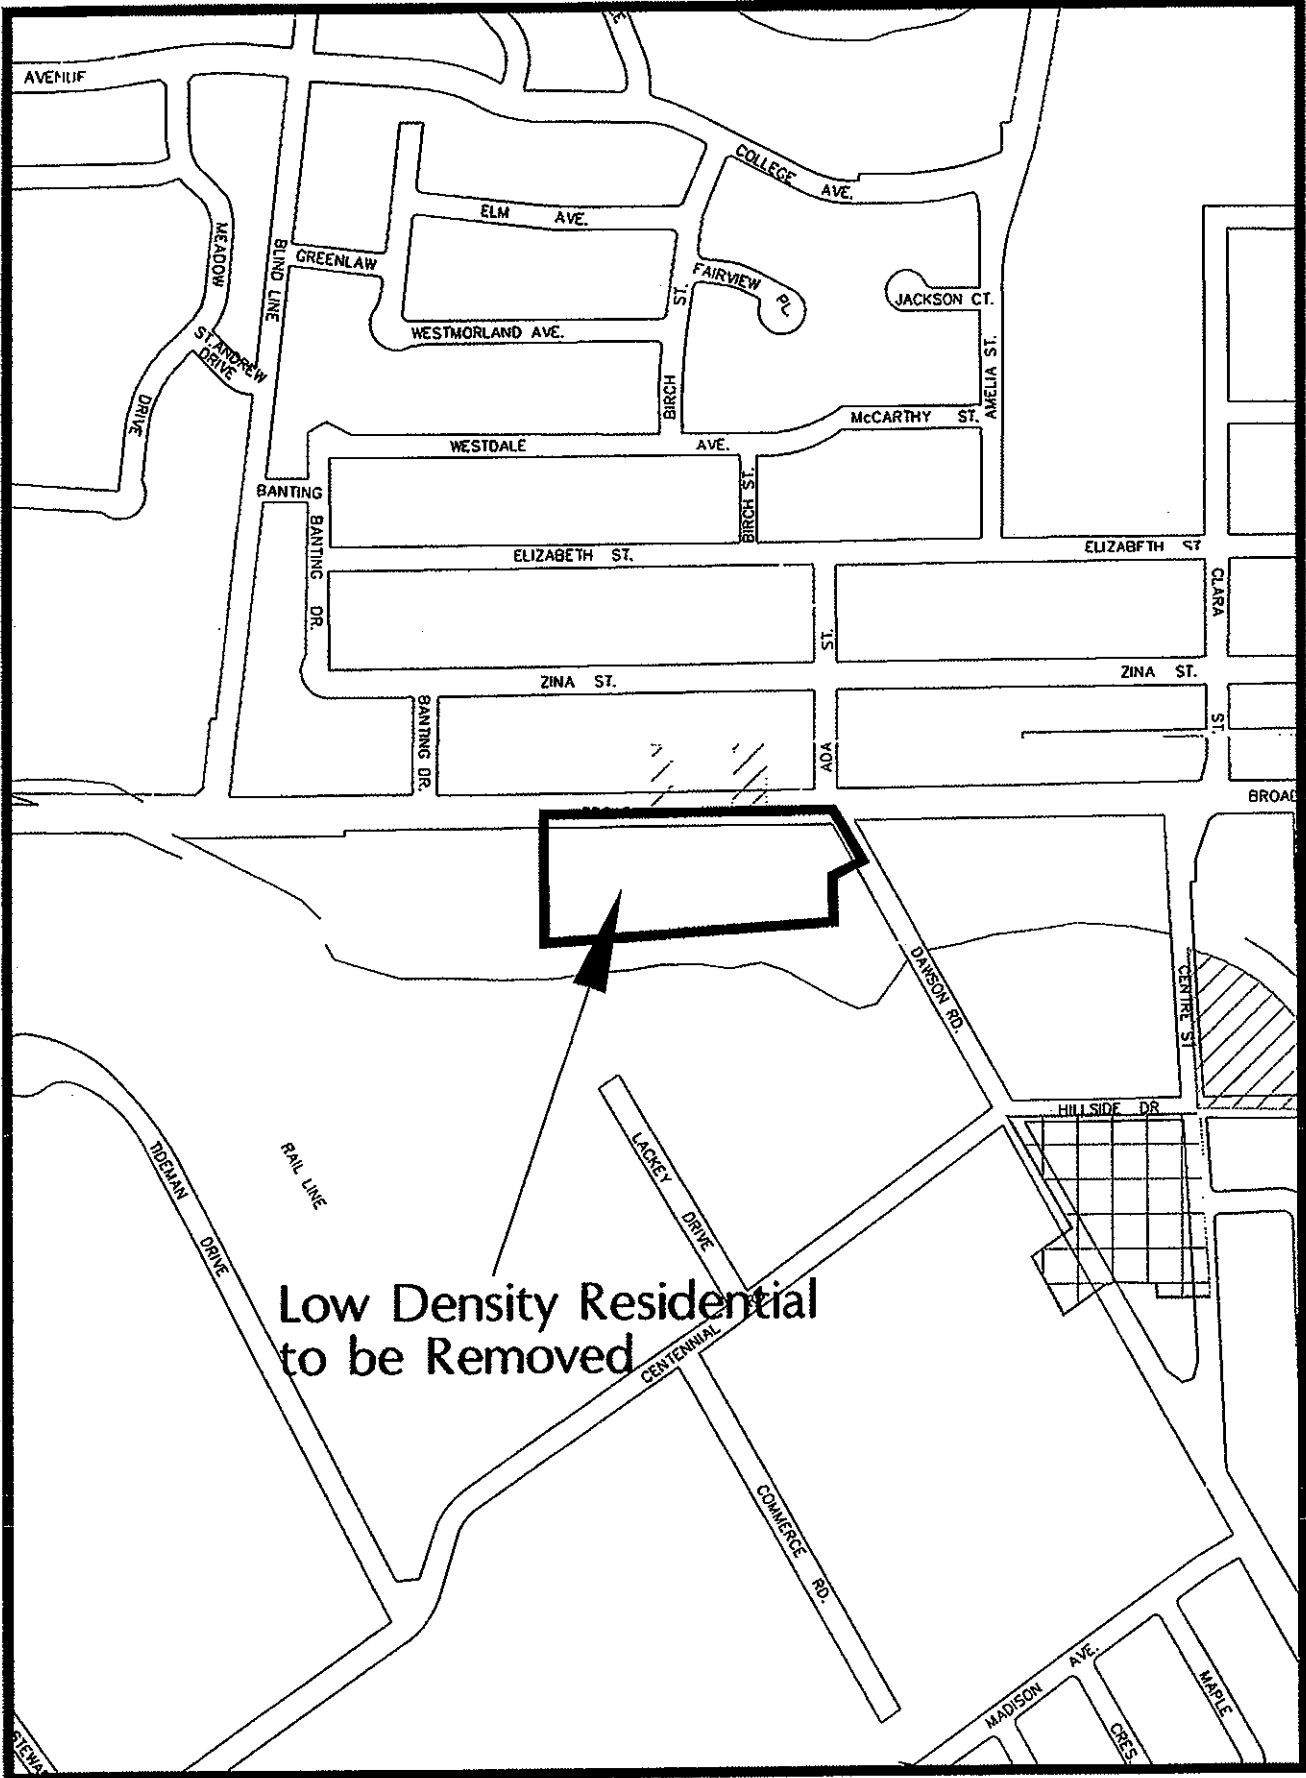 AVENUE
COLLEGE AVE.
ELM AVE.
MEADOW
BLIND LINE
GREENLAW
FAIRVIEW PL.
ST.
JACKSON CT.
WESTMORLAND AVE.
ST. ANDREW
DRIVE
AMELIA ST.
BIRCH
DRIVE
McCARTHY ST.
WESTDALE AVE.
BANTING
BIRCH ST.
BANTING DR.
ELIZABETH ST.
ELIZABETH ST
CLARA
ST.
ZINA ST.
ZINA ST.
BANTING DR.
ST.
ADA
BROAD
DAWSON RD.
CENTRE ST
HILLSIDE DR
LACKEY DRIVE
RAIL LINE
TIDEMAN DRIVE
Low Density Residential
to be Removed
CENTENNIAL
COMMERCE RD.
MADISON AVE.
MAPLE
CRES.
STEWA